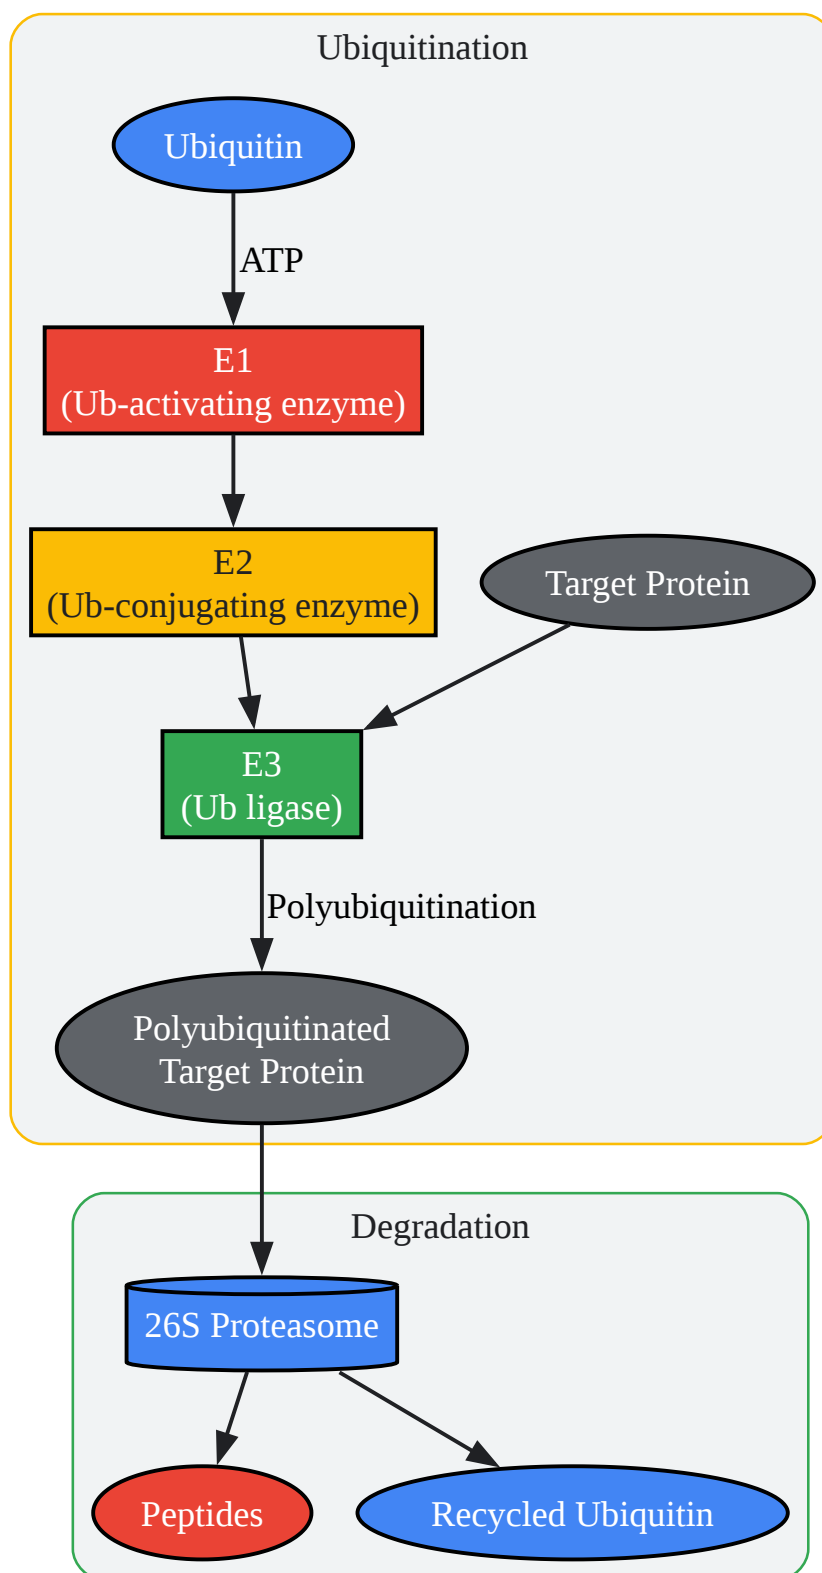 Ubiquitination
Ubiquitin
ATP
E1
(Ub-activating enzyme)
E2
(Ub-conjugating enzyme)
Target Protein
E3
(Ub ligase)
Polyubiquitination
Polyubiquitinated
Target Protein
Degradation
26S Proteasome
Peptides
Recycled Ubiquitin